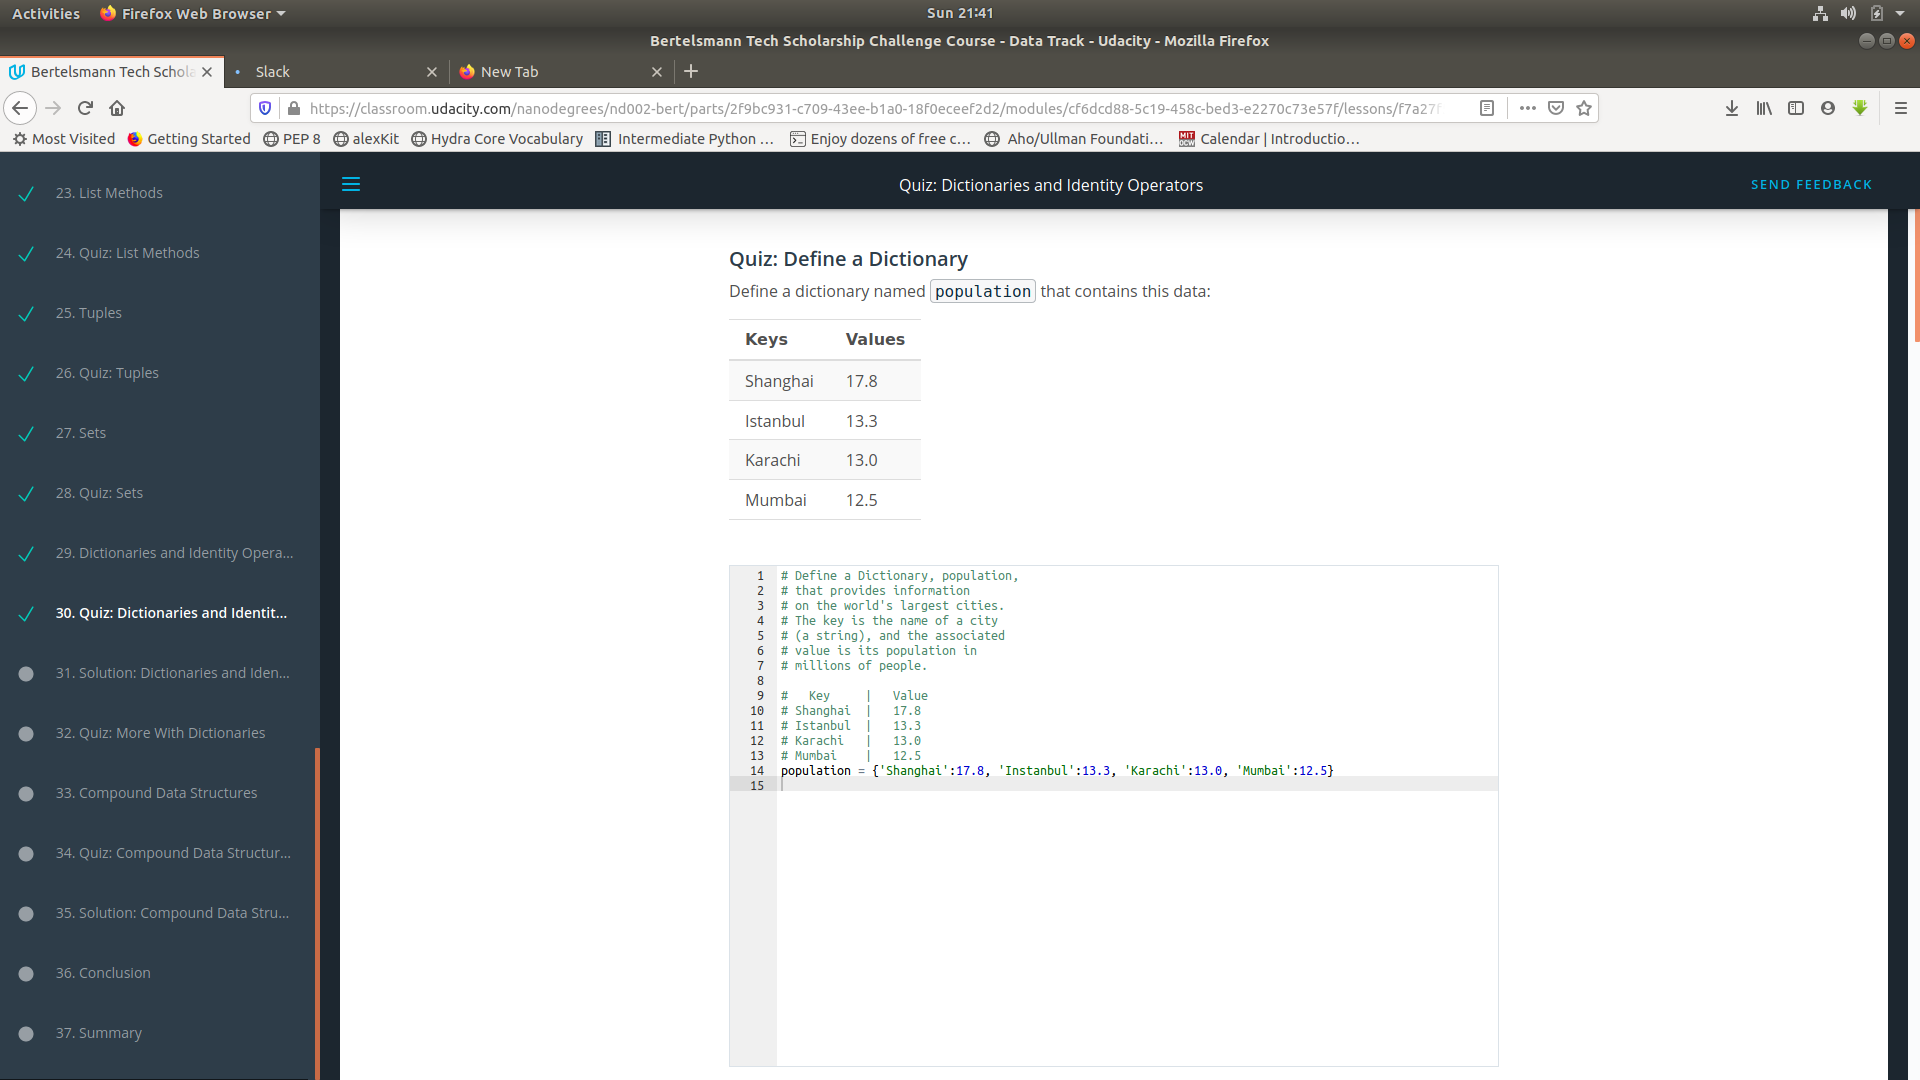 Activities Firefox Web Browser Sun 21:41
Bertelsmann Tech Scholarship Challenge Course - Data Track - Udacity - Mozilla Firefox
Bertelsmann Tech Schola Slack New Tab
https://classroom.udacity.com/nanodegrees/nd002-bert/parts/2f9bc931-c709-43ee-b1a0-18f0eceef2d2/modules/cf6dcd88-5c19-458c-bed3-e2270c73e57f/lessons/f7a27f
Most Visited Getting Started PEP 8 alexKit Hydra Core Vocabulary Intermediate Python ... Enjoy dozens of free c... Aho/Ullman Foundati... MIT OCW Calendar | Introductio...
Quiz: Dictionaries and Identity Operators SEND FEEDBACK
23. List Methods
24. Quiz: List Methods
25. Tuples
26. Quiz: Tuples
27. Sets
28. Quiz: Sets
29. Dictionaries and Identity Opera...
30. Quiz: Dictionaries and Identit...
31. Solution: Dictionaries and Iden...
32. Quiz: More With Dictionaries
33. Compound Data Structures
34. Quiz: Compound Data Structur...
35. Solution: Compound Data Stru...
36. Conclusion
37. Summary
Quiz: Define a Dictionary
Define a dictionary named population that contains this data:
Keys Values
Shanghai 17.8
Istanbul 13.3
Karachi 13.0
Mumbai 12.5
1 # Define a Dictionary, population,
2 # that provides information
3 # on the world's largest cities.
4 # The key is the name of a city
5 # (a string), and the associated
6 # value is its population in
7 # millions of people.
8
9 #   Key     |   Value
10 # Shanghai  |   17.8
11 # Istanbul  |   13.3
12 # Karachi   |   13.0
13 # Mumbai    |   12.5
14 population = {'Shanghai':17.8, 'Instanbul':13.3, 'Karachi':13.0, 'Mumbai':12.5}
15